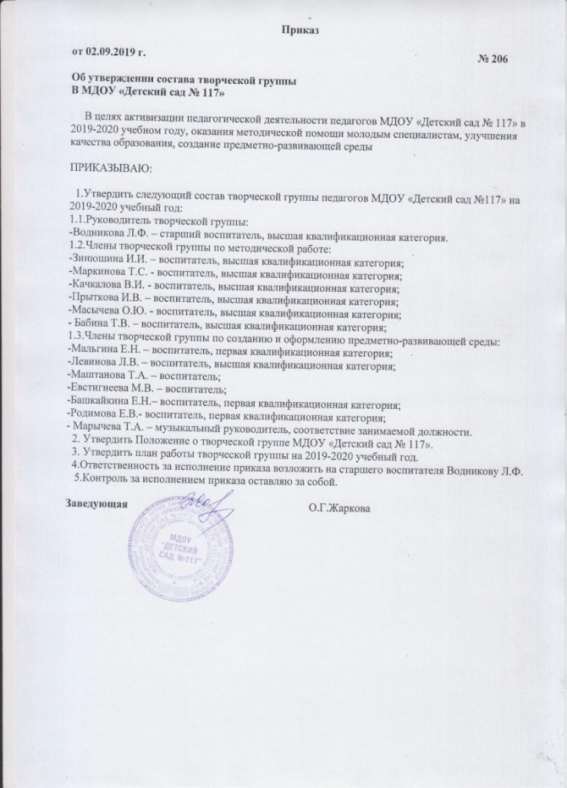 Приказ
от 02.09.2019 г.
№ 206
Об утверждении состава творческой группы
В МДОУ «Детский сад № 117»
В целях активизации педагогической деятельности педагогов МДОУ «Детский сад № 117» в
2019-2020 учебном году, оказания методической помощи молодым специалистам, улучшения
качества образования, создание предметно-развивающей среды
ПРИКАЗЫВАЮ:
1.Утвердить следующий состав творческой группы педагогов МДОУ «Детский сад №117» на
2019-2020 учебный год:
1.1.Руководитель творческой группы:
-Водникова Л.Ф. – старший воспитатель, высшая квалификационная категория.
1.2.Члены творческой группы по методической работе:
-Зинюшина И.И. – воспитатель, высшая квалификационная категория;
-Маркинова Т.С. - воспитатель, высшая квалификационная категория;
-Качкалова В.И. - воспитатель, высшая квалификационная категория;
-Прыткова И.В. – воспитатель, высшая квалификационная категория;
-Масычева О.Ю. - воспитатель, высшая квалификационная категория;
- Бабина Т.В. – воспитатель, высшая квалификационная категория;
1.3.Члены творческой группы по созданию и оформлению предметно-развивающей среды:
-Мальгина Е.Н. – воспитатель, первая квалификационная категория;
-Левинова Л.В. – воспитатель, высшая квалификационная категория;
-Маштанова Т.А. – воспитатель;
-Евстигнеева М.В. – воспитатель;
-Башкайкина Е.Н.– воспитатель, первая квалификационная категория;
-Родимова Е.В.- воспитатель, первая квалификационная категория;
- Марычева Т.А. – музыкальный руководитель, соответствие занимаемой должности.
2. Утвердить Положение о творческой группе МДОУ «Детский сад № 117».
3. Утвердить план работы творческой группы на 2019-2020 учебный год.
4.Ответственность за исполнение приказа возложить на старшего воспитателя Водникову Л.Ф.
5.Контроль за исполнением приказа оставляю за собой.
Заведующая
О.Г.Жаркова
МДОУ
"ДЕТСКИЙ
САД №117"